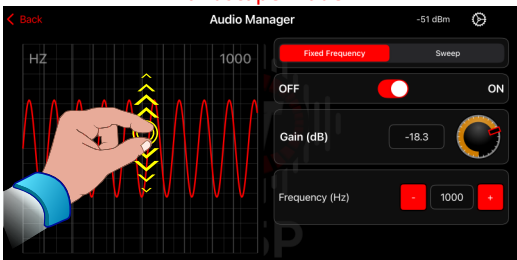 Back
Audio Manager
-51 dBm
HZ
1000
Fixed Frequency
Sweep
OFF
ON
Gain (dB)
-18.3
Frequency (Hz)
-
1000
+